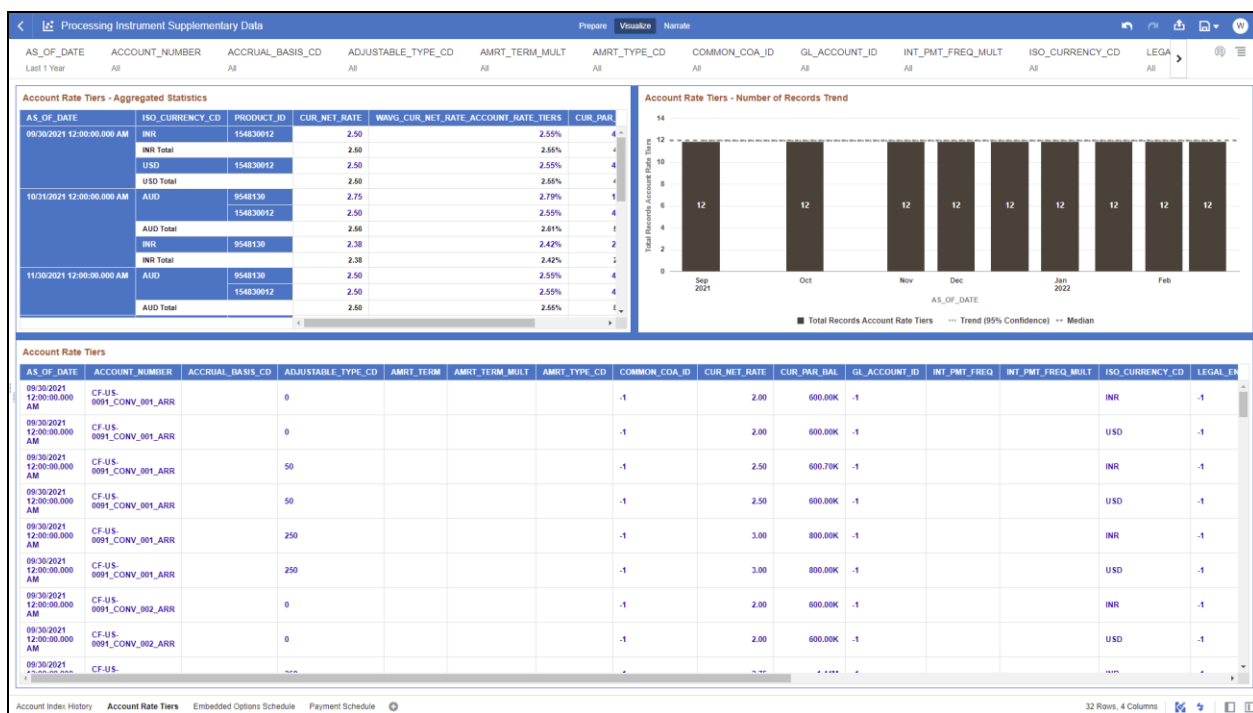 Processing Instrument Supplementary Data Prepare Visualize Narrate W
AS_OF_DATE ACCOUNT_NUMBER ACCRUAL_BASIS_CD ADJUSTABLE_TYPE_CD AMRT_TERM_MULT AMRT_TYPE_CD COMMON_COA_ID GL_ACCOUNT_ID INT_PMT_FREQ_MULT ISO_CURRENCY_CD LEGA
Last 1 Year All All All All All All All All All All
Account Rate Tiers - Aggregated Statistics
AS_OF_DATE ISO_CURRENCY_CD PRODUCT_ID CUR_NET_RATE WAVG_CUR_NET_RATE_ACCOUNT_RATE_TIERS CUR_PAR_
09/30/2021 12:00:00.000 AM INR 154830012 2.50 2.55% 4
INR Total 2.50 2.55%
USD 154830012 2.50 2.55% 4
USD Total 2.50 2.55%
10/31/2021 12:00:00.000 AM AUD 9548130 2.75 2.79% 1
154830012 2.50 2.55% 4
AUD Total 2.56 2.61%
INR 9548130 2.38 2.42% 2
INR Total 2.38 2.42%
11/30/2021 12:00:00.000 AM AUD 9548130 2.50 2.55% 4
154830012 2.50 2.55% 4
AUD Total 2.50 2.55%
Account Rate Tiers - Number of Records Trend
Total Records Account Rate Tiers
14
12
10
8
6
4
2
0
12 12 12 12 12 12 12 12 12
Sep Oct Nov Dec Jan Feb
2021 2022
AS_OF_DATE
Total Records Account Rate Tiers Trend (95% Confidence) Median
Account Rate Tiers
AS_OF_DATE ACCOUNT_NUMBER ACCRUAL_BASIS_CD ADJUSTABLE_TYPE_CD AMRT_TERM AMRT_TERM_MULT AMRT_TYPE_CD COMMON_COA_ID CUR_NET_RATE CUR_PAR_BAL GL_ACCOUNT_ID INT_PMT_FREQ INT_PMT_FREQ_MULT ISO_CURRENCY_CD LEGAL_EN
09/30/2021
12:00:00.000
AM
CF-US-
0091_CONV_001_ARR
0 -1 2.00 600.00K -1 INR -1
09/30/2021
12:00:00.000
AM
CF-US-
0091_CONV_001_ARR
0 -1 2.00 600.00K -1 USD -1
09/30/2021
12:00:00.000
AM
CF-US-
0091_CONV_001_ARR
50 -1 2.50 600.70K -1 INR -1
09/30/2021
12:00:00.000
AM
CF-US-
0091_CONV_001_ARR
50 -1 2.50 600.00K -1 USD -1
09/30/2021
12:00:00.000
AM
CF-US-
0091_CONV_001_ARR
250 -1 3.00 800.00K -1 INR -1
09/30/2021
12:00:00.000
AM
CF-US-
0091_CONV_001_ARR
250 -1 3.00 800.00K -1 USD -1
09/30/2021
12:00:00.000
AM
CF-US-
0091_CONV_002_ARR
0 -1 2.00 600.00K -1 INR -1
09/30/2021
12:00:00.000
AM
CF-US-
0091_CONV_002_ARR
0 -1 2.00 600.00K -1 USD -1
09/30/2021
CF-US-
Account Index History Account Rate Tiers Embedded Options Schedule Payment Schedule 32 Rows, 4 Columns